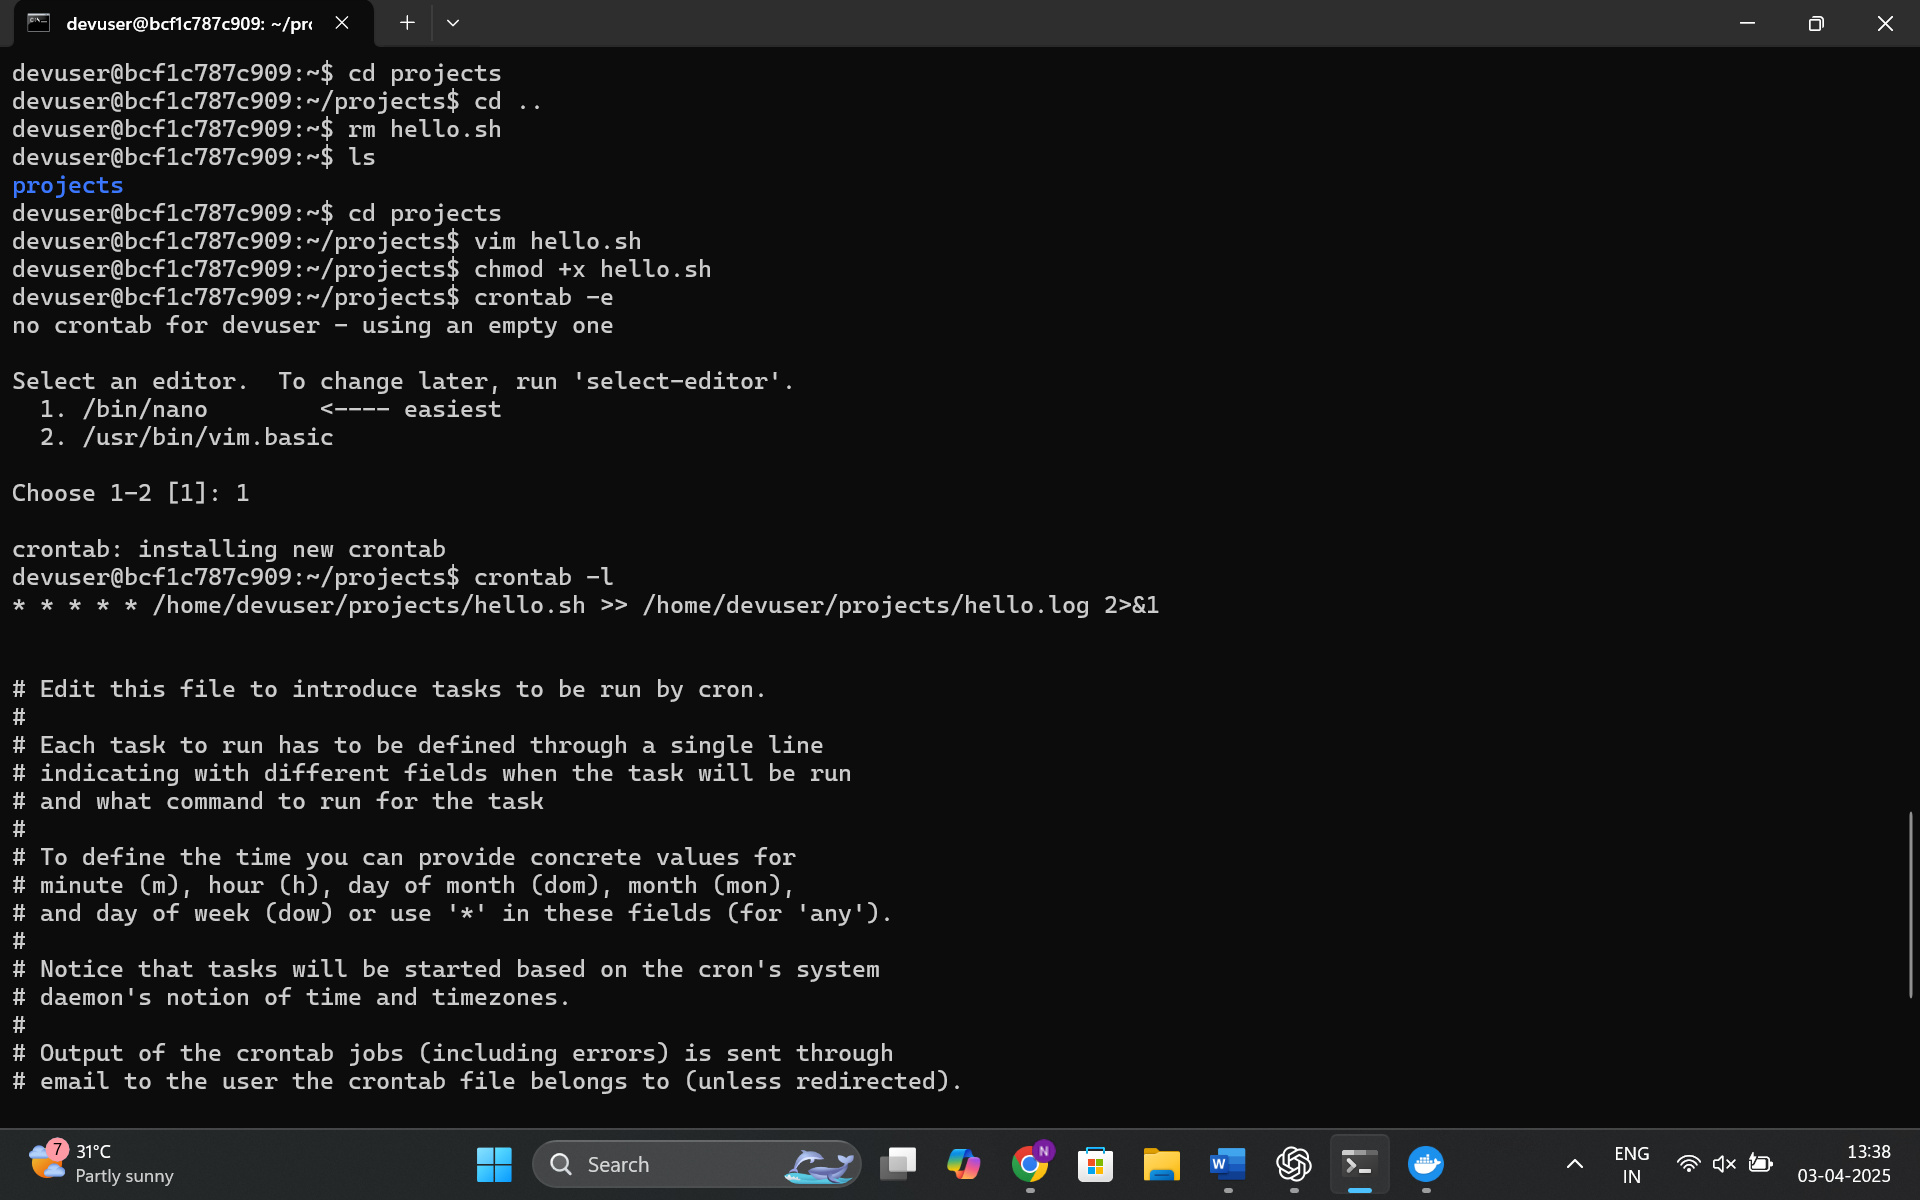 devuser@bcf1c787c909: ~/pro
devuser@bcf1c787c909:~$ cd projects
devuser@bcf1c787c909:~/projects$ cd ..
devuser@bcf1c787c909:~$ rm hello.sh
devuser@bcf1c787c909:~$ ls
projects
devuser@bcf1c787c909:~$ cd projects
devuser@bcf1c787c909:~/projects$ vim hello.sh
devuser@bcf1c787c909:~/projects$ chmod +x hello.sh
devuser@bcf1c787c909:~/projects$ crontab -e
no crontab for devuser - using an empty one
Select an editor.  To change later, run 'select-editor'.
  1. /bin/nano        <---- easiest
  2. /usr/bin/vim.basic
Choose 1-2 [1]: 1
crontab: installing new crontab
devuser@bcf1c787c909:~/projects$ crontab -l
* * * * * /home/devuser/projects/hello.sh >> /home/devuser/projects/hello.log 2>&1
# Edit this file to introduce tasks to be run by cron.
#
# Each task to run has to be defined through a single line
# indicating with different fields when the task will be run
# and what command to run for the task
#
# To define the time you can provide concrete values for
# minute (m), hour (h), day of month (dom), month (mon),
# and day of week (dow) or use '*' in these fields (for 'any').
#
# Notice that tasks will be started based on the cron's system
# daemon's notion of time and timezones.
#
# Output of the crontab jobs (including errors) is sent through
# email to the user the crontab file belongs to (unless redirected).
7
31°C
Partly sunny
Search
N
W
ENG
IN
13:38
03-04-2025